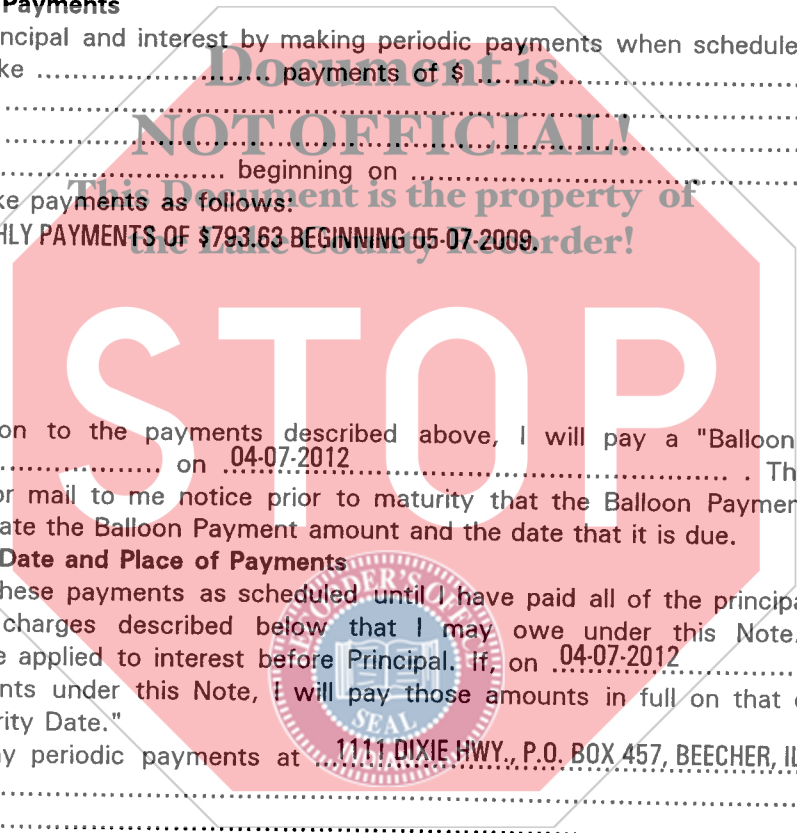 Payments
ncipal and interest by making periodic payments when schedule
ke ........................ payments of $ ........................
beginning on ........................
ke payments as follows:
HLY PAYMENTS OF $793.63 BEGINNING 05-07-2009.
on to the payments described above, I will pay a "Balloon
.................. on 04-07-2012 ........................ . Th
or mail to me notice prior to maturity that the Balloon Paymen
ate the Balloon Payment amount and the date that it is due.
Date and Place of Payments
hese payments as scheduled until I have paid all of the principa
charges described below that I may owe under this Note.
e applied to interest before Principal. If, on 04-07-2012
nts under this Note, I will pay those amounts in full on that
rity Date."
y periodic payments at ...1111 DIXIE HWY., P.O. BOX 457, BEECHER, IL
Document is
NOT OFFICIAL!
This Document is the property of
the Lake County Recorder!
STOP
SEAL